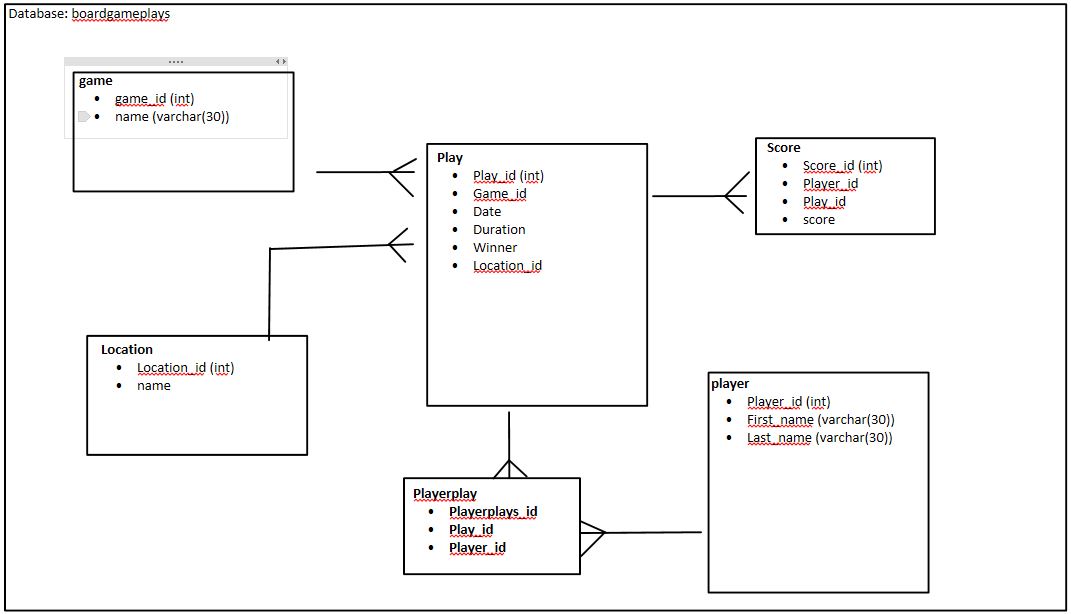 Database: boardgameplays
game
• game_id (int)
• name (varchar(30))
Play
• Play_id (int)
• Game_id
• Date
• Duration
• Winner
• Location_id
Score
• Score_id (int)
• Player_id
• Play_id
• score
Location
• Location_id (int)
• name
player
• Player_id (int)
• First_name (varchar(30))
• Last_name (varchar(30))
Playerplay
• Playerplays_id
• Play_id
• Player_id